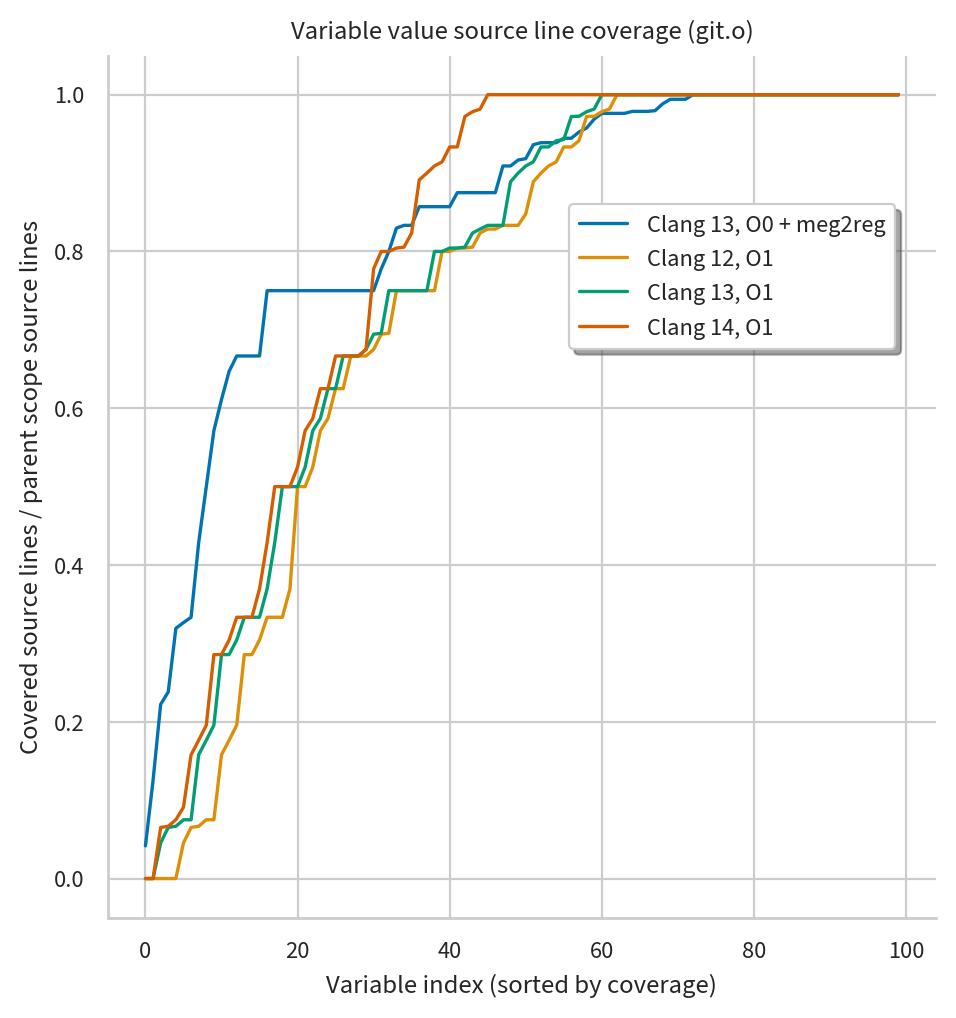 Variable value source line coverage (git.o)
Covered source lines / parent scope source lines
1.0
0.8
0.6
0.4
0.2
0.0
Clang 13, O0 + meg2reg
Clang 12, O1
Clang 13, O1
Clang 14, O1
0 20 40 60 80 100
Variable index (sorted by coverage)